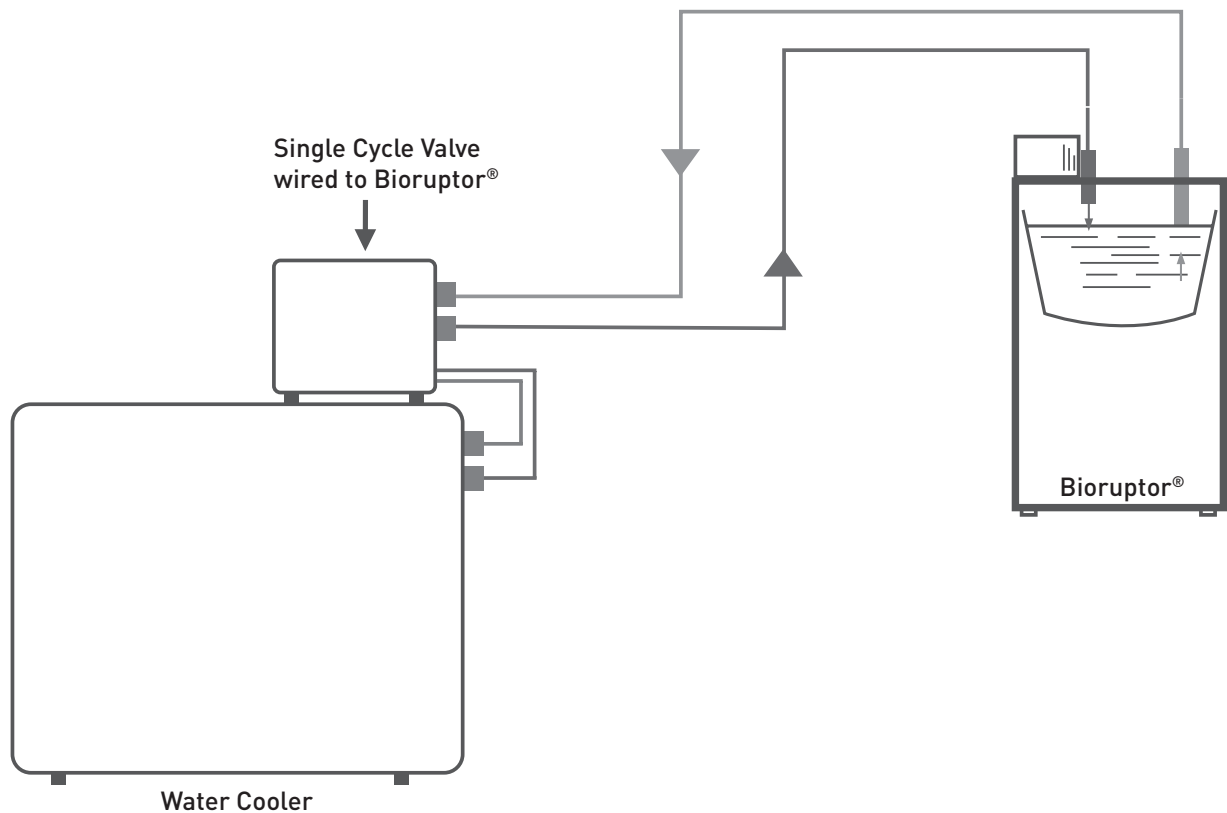 Single Cycle Valve
wired to Bioruptor®
Bioruptor®
Water Cooler